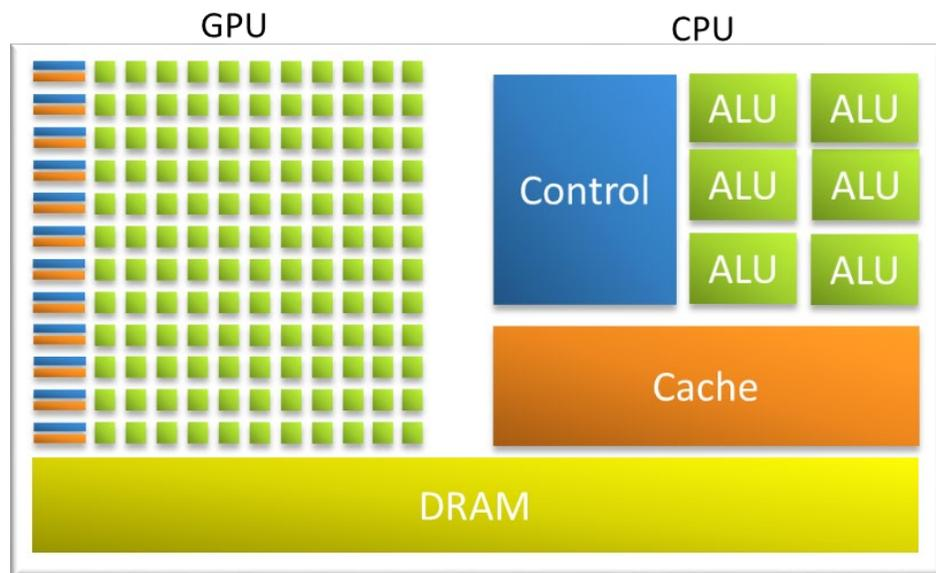 GPU
CPU
Control
ALU ALU
ALU ALU
ALU ALU
Cache
DRAM